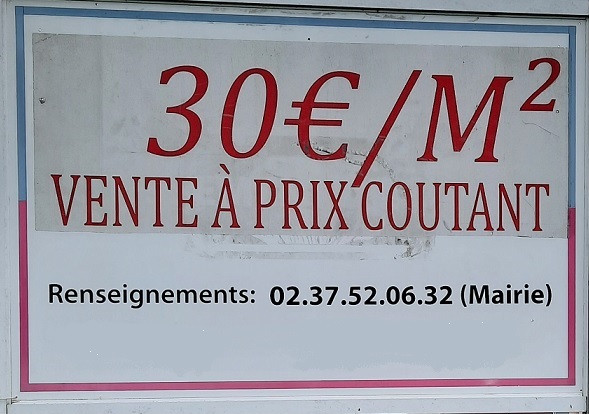 30€/M²
VENTE À PRIX COUTANT
Renseignements: 02.37.52.06.32 (Mairie)